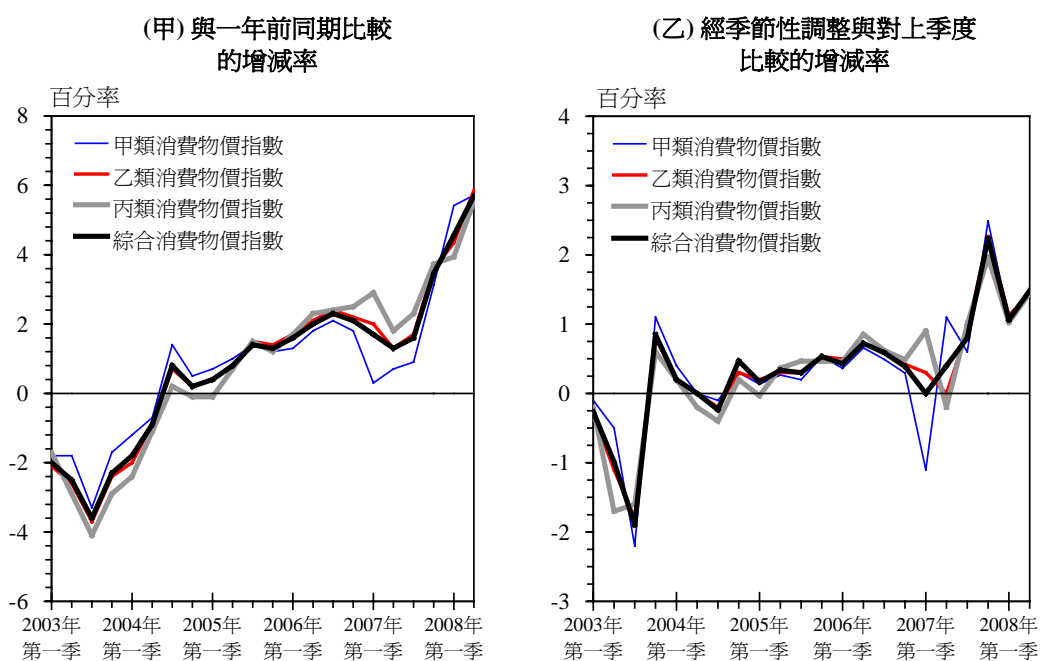 (甲) 與一年前同期比較
的增減率
百分率
8
6
4
2
0
-2
-4
-6
甲類消費物價指數
乙類消費物價指數
丙類消費物價指數
綜合消費物價指數
2003年 2004年 2005年 2006年 2007年 2008年
第一季 第一季 第一季 第一季 第一季 第一季
(乙) 經季節性調整與對上季度
比較的增減率
百分率
4
3
2
1
0
-1
-2
-3
甲類消費物價指數
乙類消費物價指數
丙類消費物價指數
綜合消費物價指數
2003年 2004年 2005年 2006年 2007年 2008年
第一季 第一季 第一季 第一季 第一季 第一季